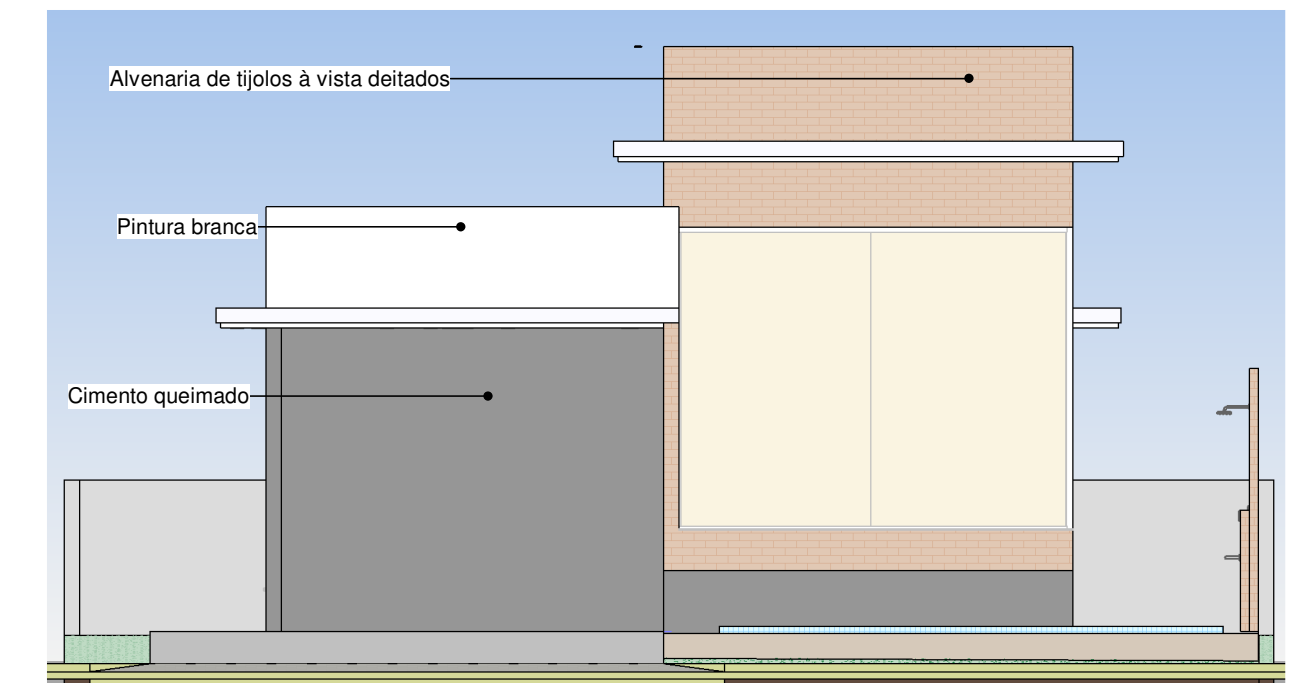 Alvenaria de tijolos à vista deitados
Pintura branca
Cimento queimado